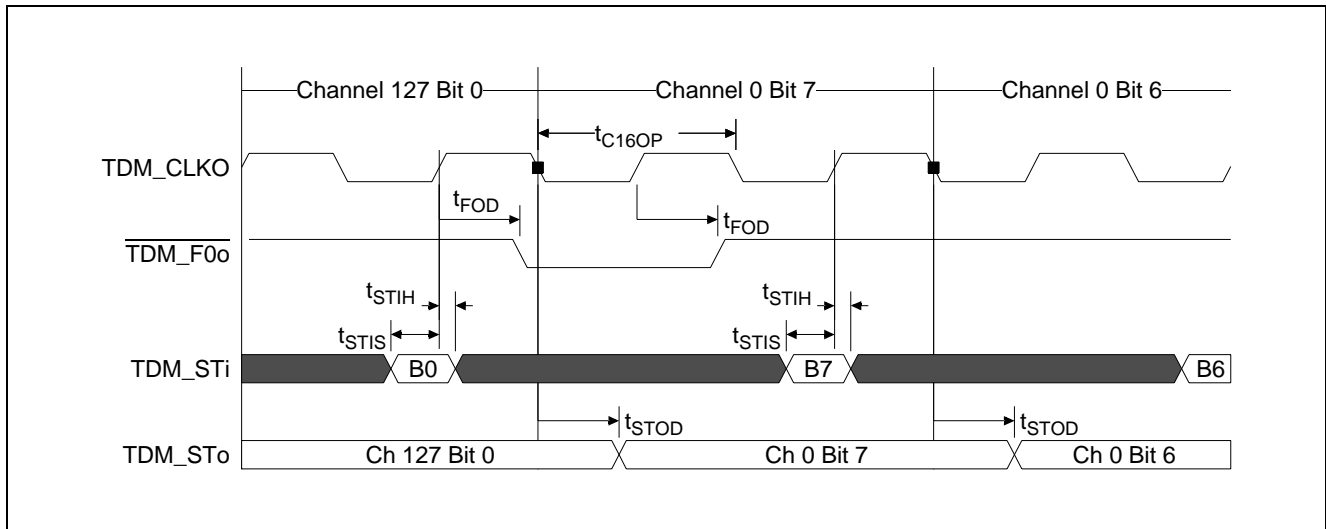 Channel 127 Bit 0 Channel 0 Bit 7 Channel 0 Bit 6
tC16OP
TDM_CLKO
tFOD tFOD
TDM_F0o
tSTIH tSTIH
tSTIS tSTIS
TDM_STi B0 B7 B6
tSTOD tSTOD
TDM_STo Ch 127 Bit 0 Ch 0 Bit 7 Ch 0 Bit 6